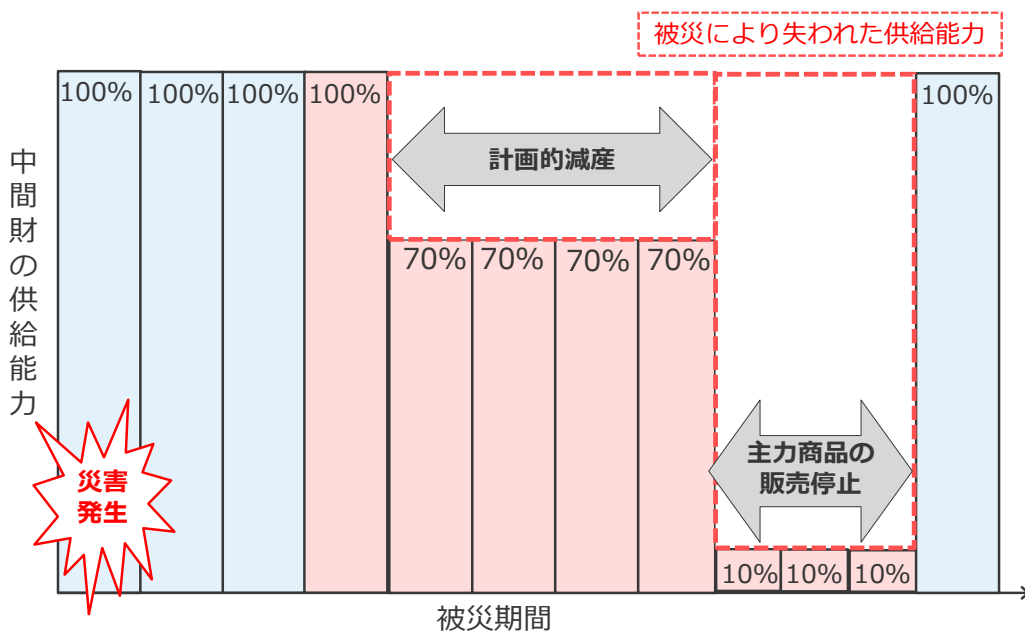 被災により失われた供給能力
100%
100%
100%
100%
100%
計画的減産
中間財の供給能力
70%
70%
70%
70%
主力商品の
販売停止
災害
発生
10%
10%
10%
被災期間